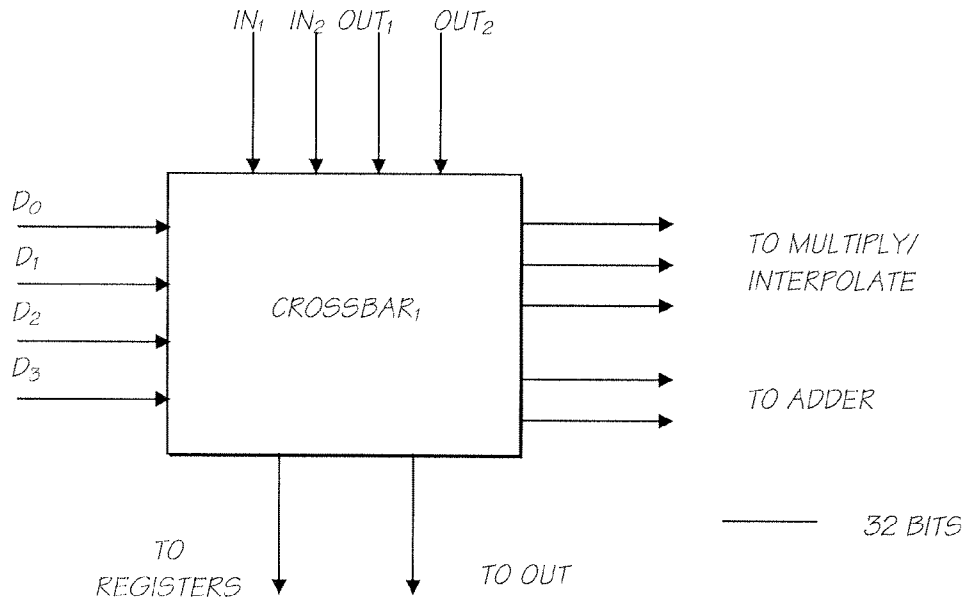 IN₁ IN₂ OUT₁ OUT₂
D₀
D₁
D₂
D₃
CROSSBAR₁
TO MULTIPLY/
INTERPOLATE
TO ADDER
32 BITS
TO
REGISTERS
TO OUT